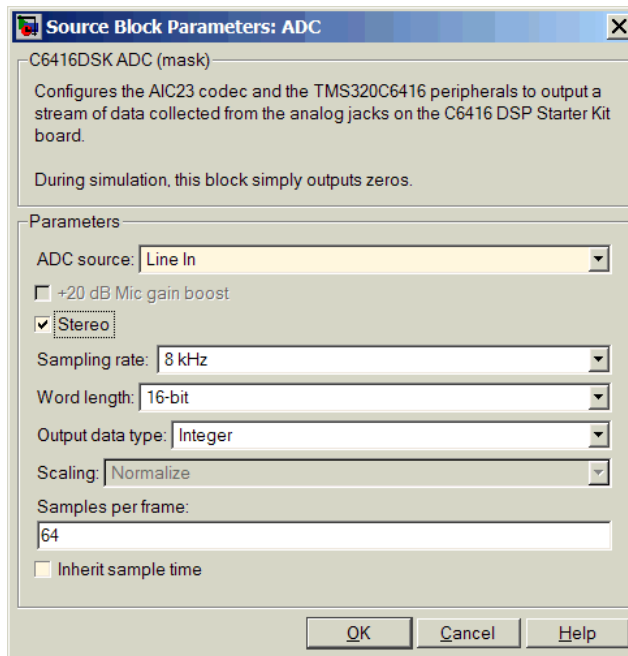 Source Block Parameters: ADC
C6416DSK ADC (mask)
Configures the AIC23 codec and the TMS320C6416 peripherals to output a
stream of data collected from the analog jacks on the C6416 DSP Starter Kit
board.
During simulation, this block simply outputs zeros.
Parameters
ADC source: Line In
+20 dB Mic gain boost
Stereo
Sampling rate: 8 kHz
Word length: 16-bit
Output data type: Integer
Scaling: Normalize
Samples per frame:
64
Inherit sample time
OK Cancel Help